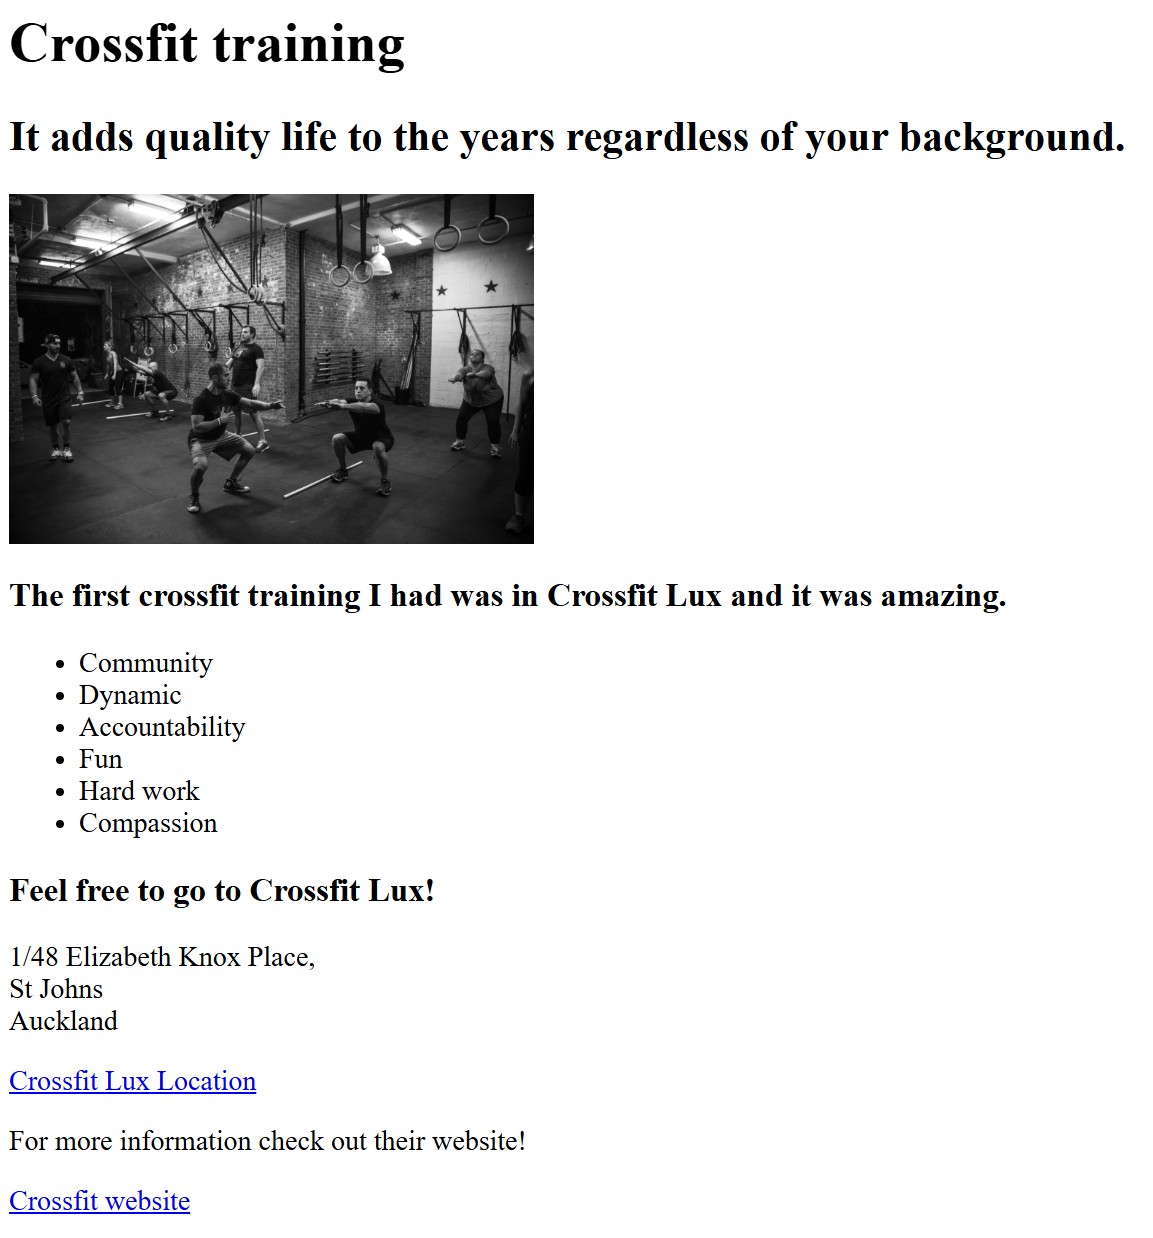 Crossfit training
It adds quality life to the years regardless of your background.
The first crossfit training I had was in Crossfit Lux and it was amazing.
Community
Dynamic
Accountability
Fun
Hard work
Compassion
Feel free to go to Crossfit Lux!
1/48 Elizabeth Knox Place,
St Johns
Auckland
Crossfit Lux Location
For more information check out their website!
Crossfit website